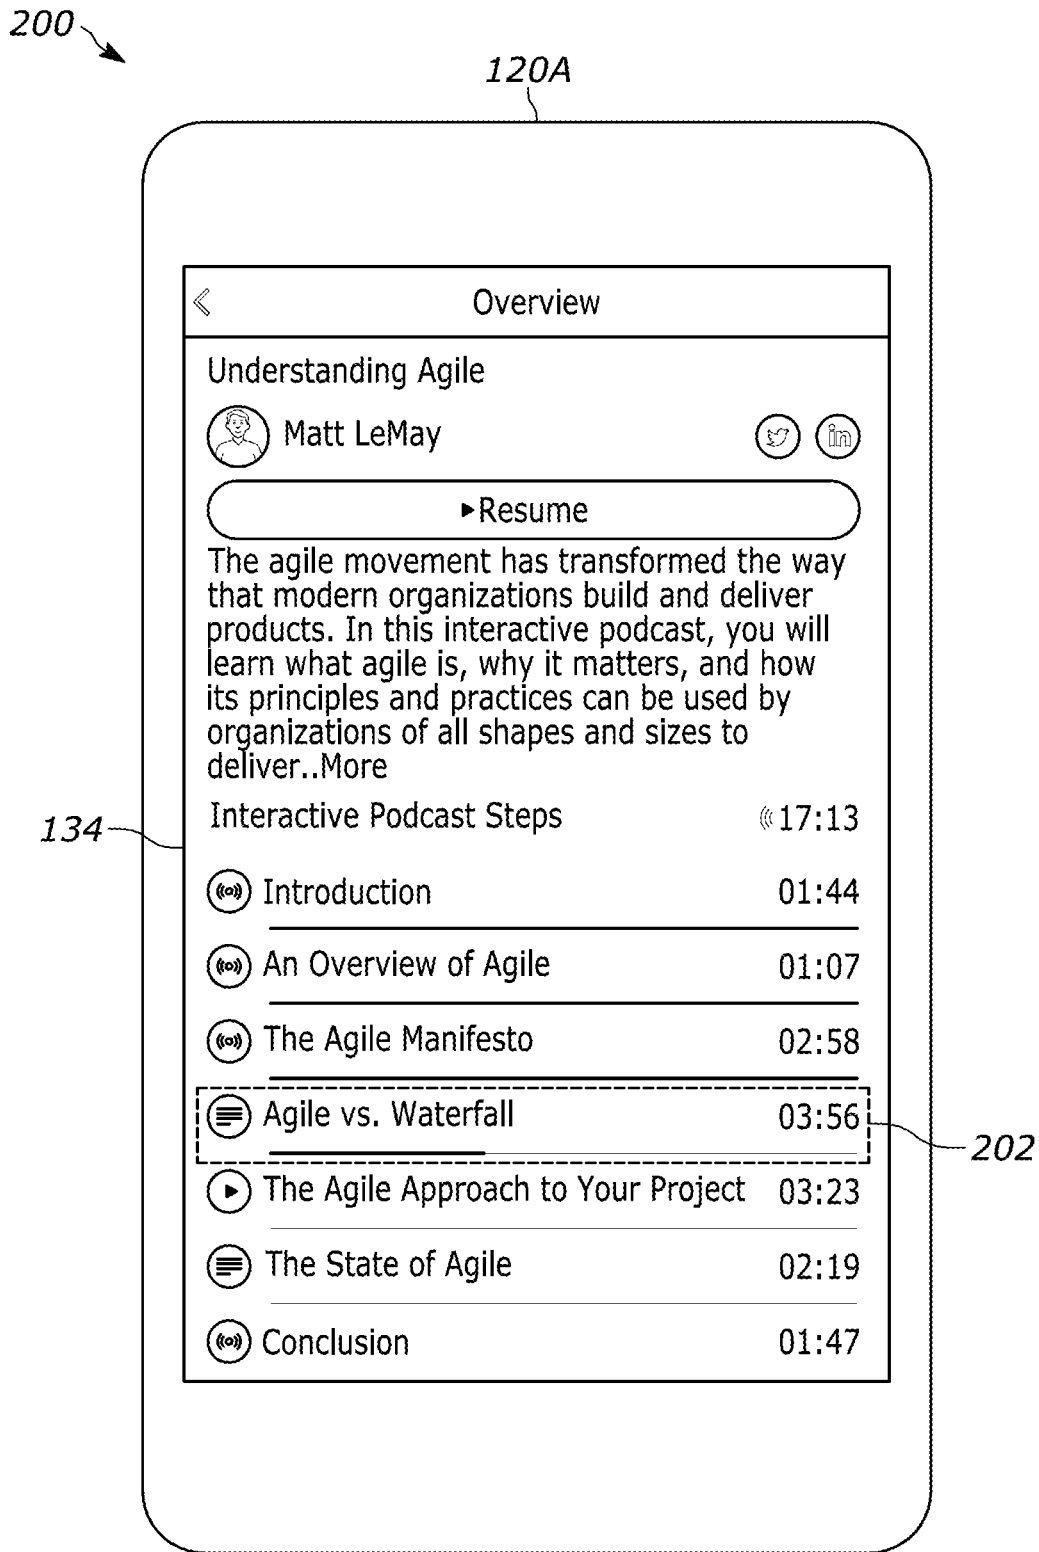 200
120A
Overview
Understanding Agile
Matt LeMay
in
▶Resume
The agile movement has transformed the way
that modern organizations build and deliver
products. In this interactive podcast, you will
learn what agile is, why it matters, and how
its principles and practices can be used by
organizations of all shapes and sizes to
deliver..More
134
Interactive Podcast Steps 17:13
Introduction 01:44
An Overview of Agile 01:07
The Agile Manifesto 02:58
Agile vs. Waterfall 03:56
202
The Agile Approach to Your Project 03:23
The State of Agile 02:19
Conclusion 01:47